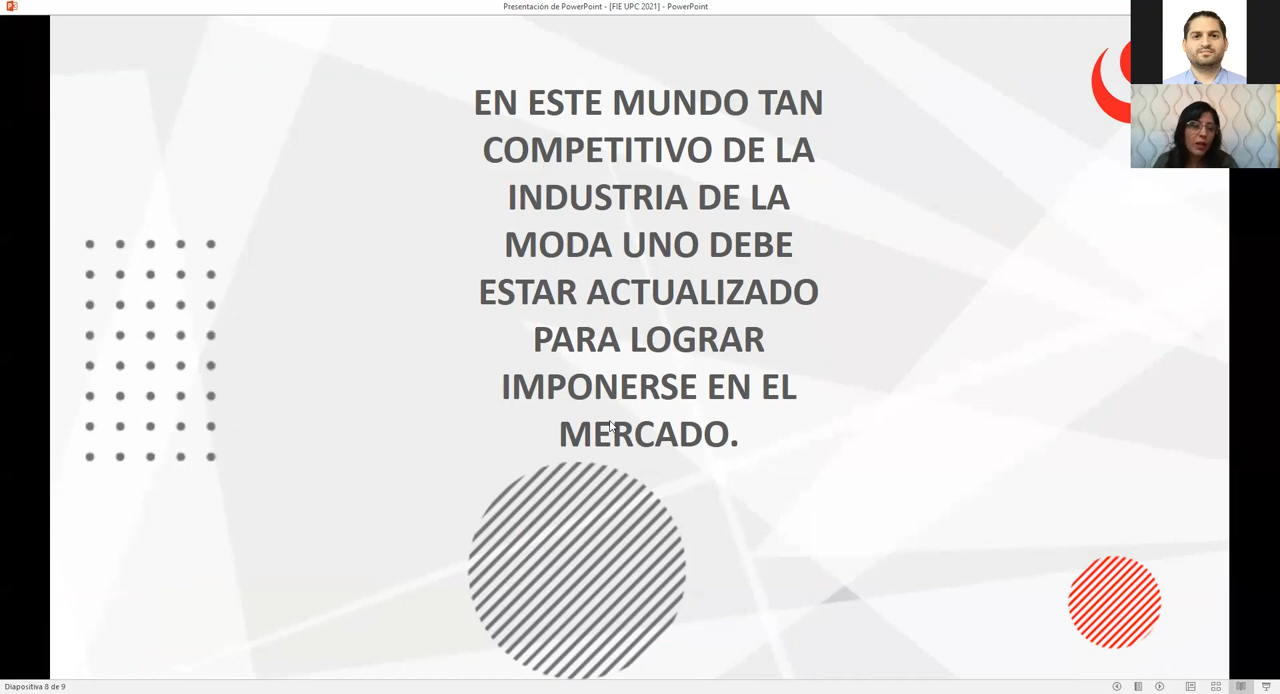 Presentación de PowerPoint - [FIE UPC 2021] - PowerPoint
EN ESTE MUNDO TAN
COMPETITIVO DE LA
INDUSTRIA DE LA
MODA UNO DEBE
ESTAR ACTUALIZADO
PARA LOGRAR
IMPONERSE EN EL
MERCADO.
Diapositiva 8 de 9